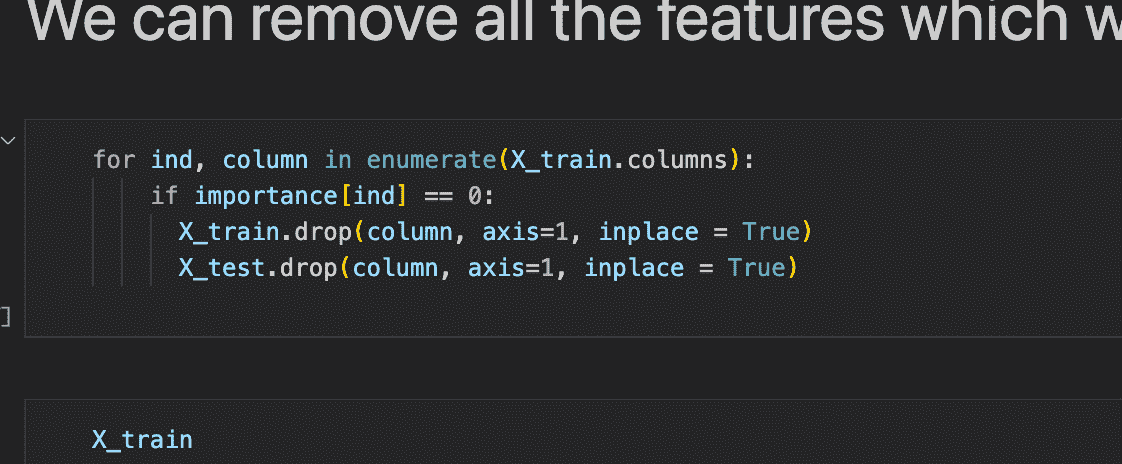 We can remove all the features which
for ind, column in enumerate(X_train.columns):
if importance[ind] == 0:
X_train.drop(column, axis=1, inplace = True)
X_test.drop(column, axis=1, inplace = True)
]
X_train